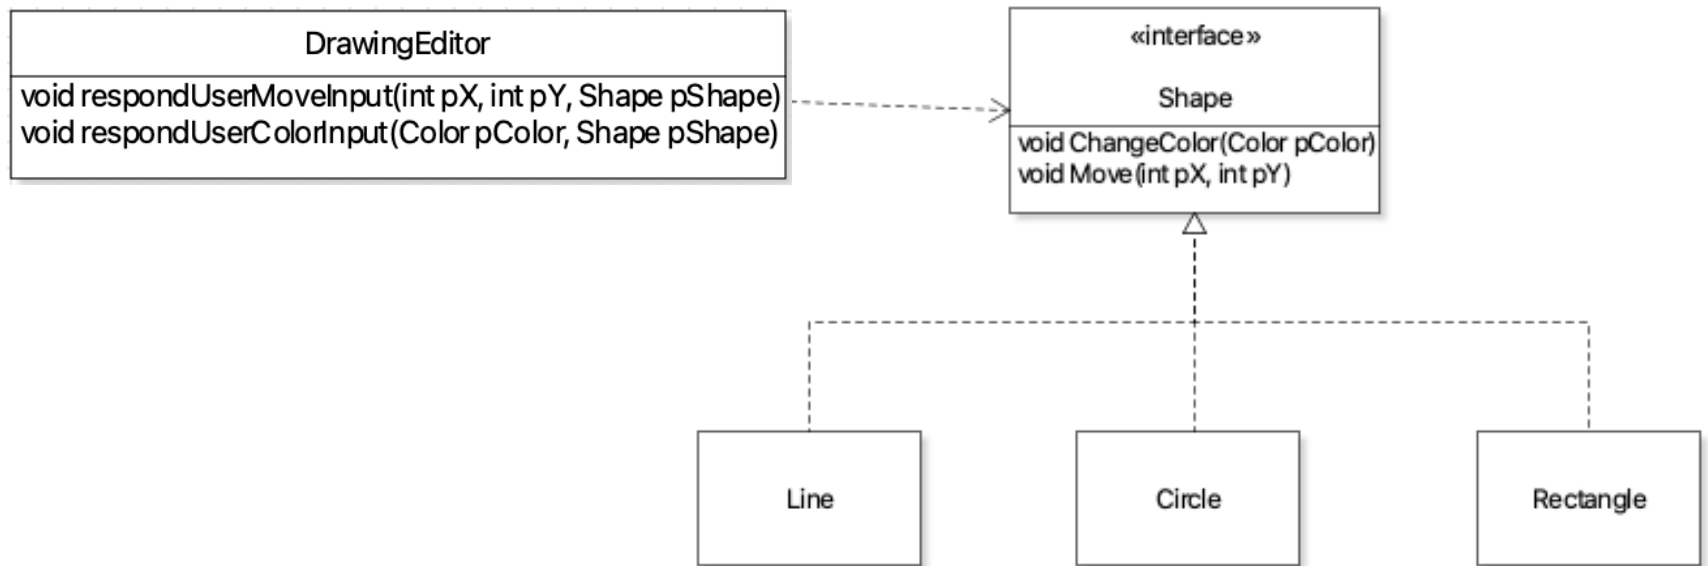 DrawingEditor
void respondUserMoveInput(int pX, int pY, Shape pShape)
void respondUserColorInput(Color pColor, Shape pShape)
«interface»
Shape
void ChangeColor(Color pColor)
void Move(int pX, int pY)
Line
Circle
Rectangle